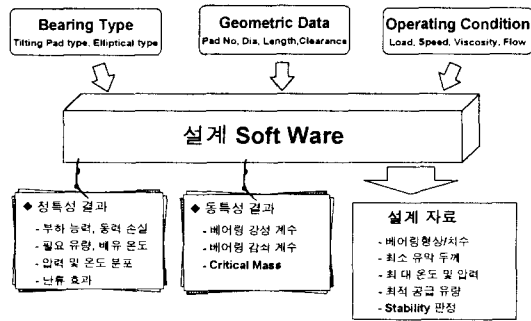 Bearing Type
Tilting Pad type, Elliptical type
Geometric Data
Pad No, Dia, Length,Clearance
Operating Condition
Load, Speed, Viscosity, Flow
설계 Soft Ware
◆ 정특성 결과
- 부하 능력, 동력 손실
- 필요 유량, 배유 온도
- 압력 및 온도 분포
- 난류 효과
◆ 동특성 결과
- 베어링 강성 계수
- 베어링 감쇠 계수
- Critical Mass
설계 자료
- 베어링형상/치수
- 최소 유막 두께
- 최 대 온도 및 압력
- 최적 공급 유량
- Stability 판정